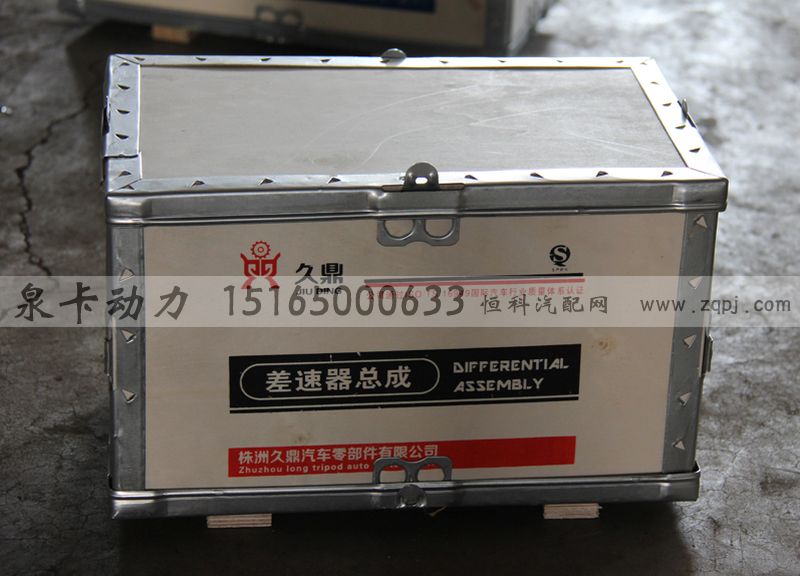 久鼎
JIU DING
泉卡动力 15165000633 恒科汽配网 www.zqpj.com
差速器总成
DIFFERENTIAL
ASSEMBLY
株洲久鼎汽车零部件有限公司
Zhuzhou long tripod auto